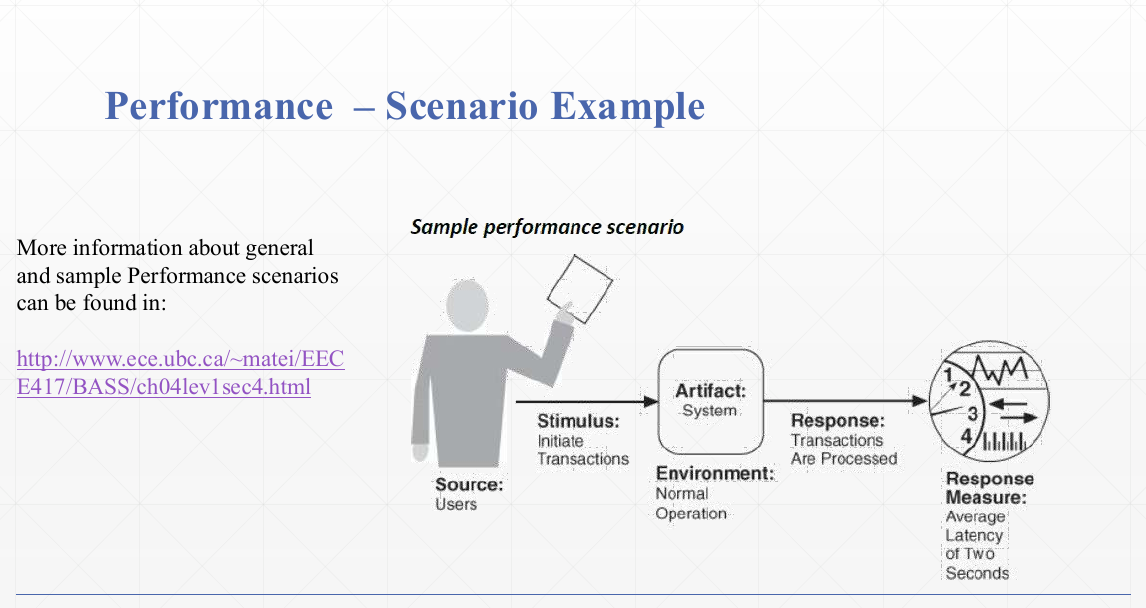 Performance – Scenario Example
Sample performance scenario
More information about general
and sample Performance scenarios
can be found in:
http://www.ece.ubc.ca/~matei/EEC
E417/BASS/ch04lev1sec4.html
Source:
Users
Stimulus:
Initiate
Transactions
Artifact:
System
Environment:
Normal
Operation
Response:
Transactions
Are Processed
1
2
3
4
Response
Measure:
Average
Latency
of Two
Seconds